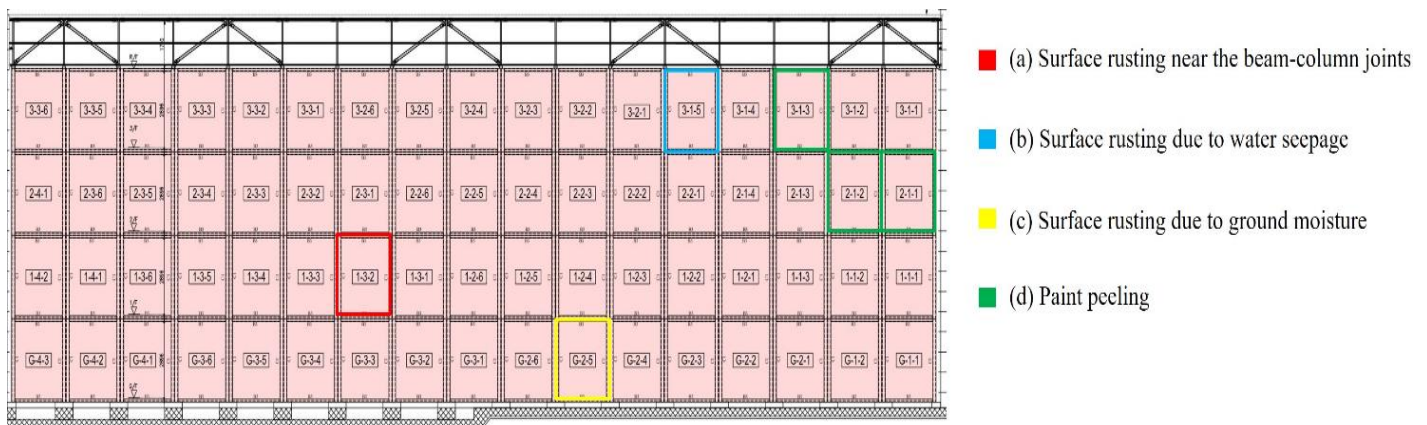 3-3-6 3-3-5 3-3-4 3-3-3 3-3-2 3-3-1 3-2-6 3-2-5 3-2-4 3-2-3 3-2-2 3-2-1 3-1-5 3-1-4 3-1-3 3-1-2 3-1-1
2-4-1 2-3-6 2-3-5 2-3-4 2-3-3 2-3-2 2-3-1 2-2-6 2-2-5 2-2-4 2-2-3 2-2-2 2-2-1 2-1-4 2-1-3 2-1-2 2-1-1
1-4-2 1-4-1 1-3-6 1-3-5 1-3-4 1-3-3 1-3-2 1-3-1 1-2-6 1-2-5 1-2-4 1-2-3 1-2-2 1-2-1 1-1-3 1-1-2 1-1-1
G-4-3 G-4-2 G-4-1 G-3-6 G-3-5 G-3-4 G-3-3 G-3-2 G-3-1 G-2-6 G-2-5 G-2-4 G-2-3 G-2-2 G-2-1 G-1-2 G-1-1
(a) Surface rusting near the beam-column joints
(b) Surface rusting due to water seepage
(c) Surface rusting due to ground moisture
(d) Paint peeling